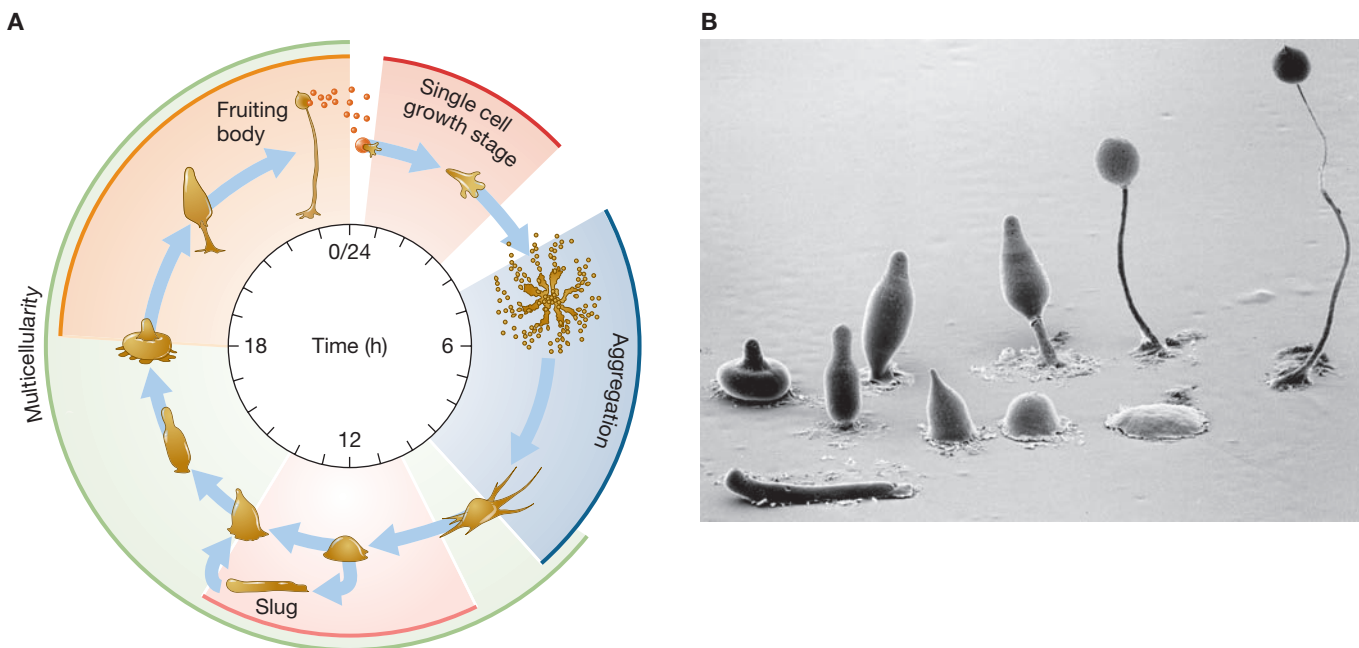 A
B
Fruiting
body
Single cell
growth stage
0/24
Multicellularity
18
Time (h)
6
Aggregation
12
Slug